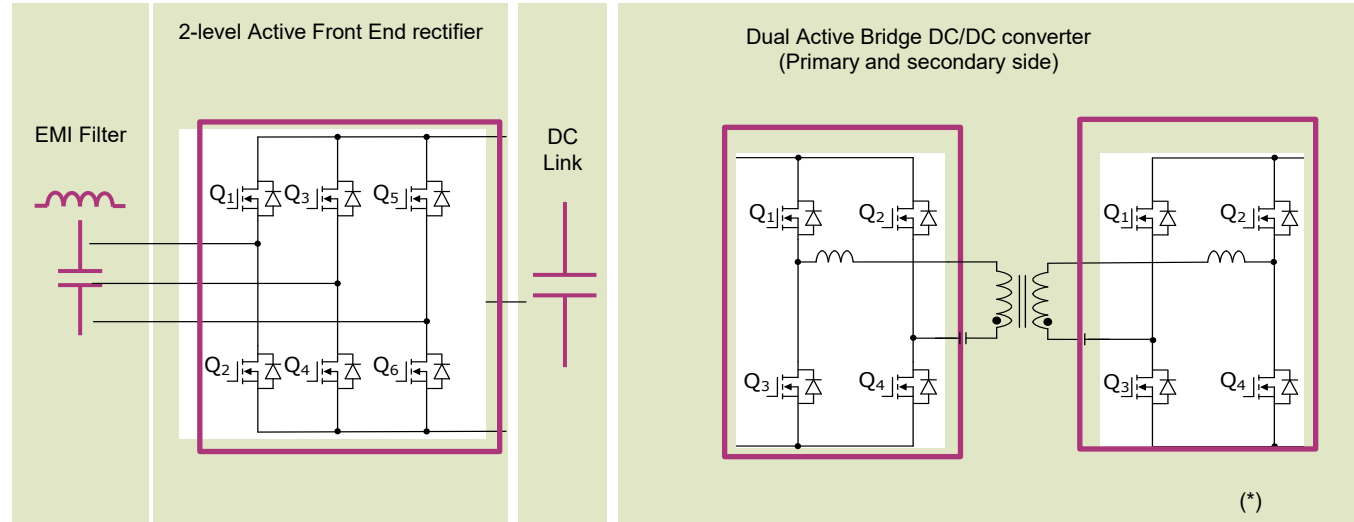 2-level Active Front End rectifier
Dual Active Bridge DC/DC converter
(Primary and secondary side)
EMI Filter
DC
Link
Q1 Q3 Q5
Q2 Q4 Q6
Q1 Q2
Q3 Q4
Q1 Q2
Q3 Q4
(*)